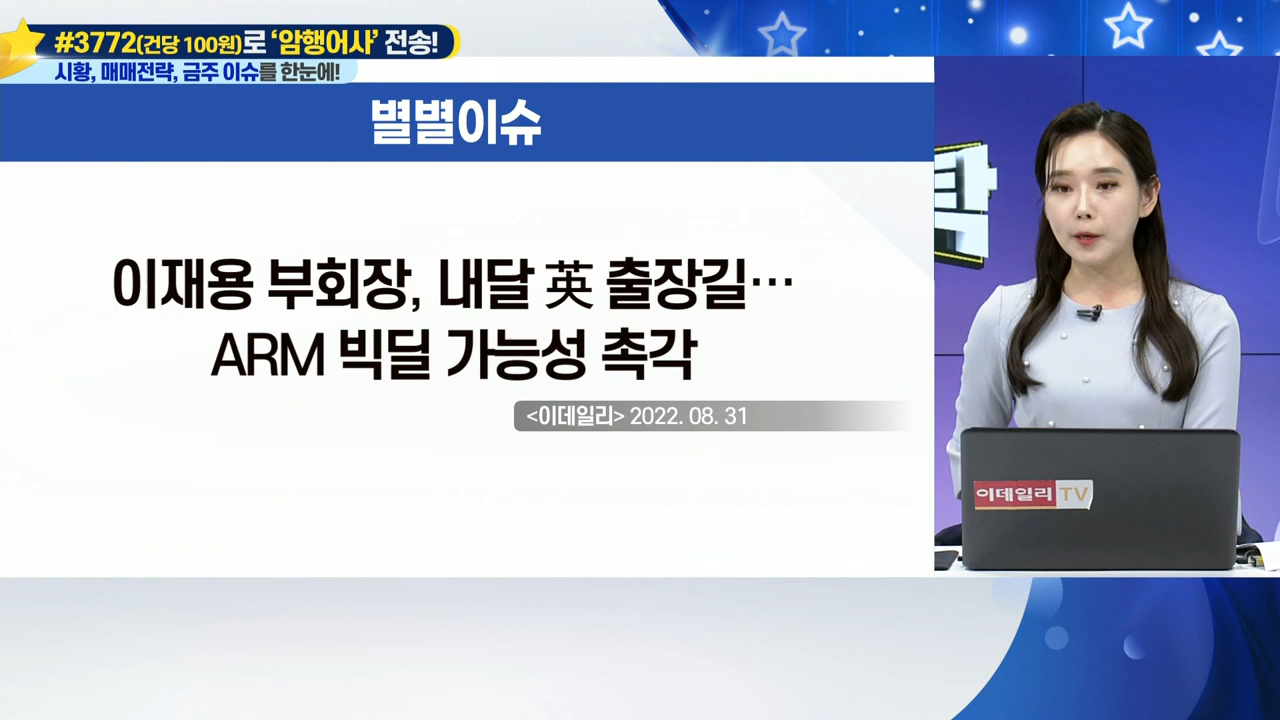 #3772(건당 100원)로 ‘암행어사’ 전송!
시황, 매매전략, 금주 이슈를 한눈에!
별별이슈
이재용 부회장, 내달 英 출장길…
ARM 빅딜 가능성 촉각
<이데일리> 2022. 08. 31
탑
이데일리 TV